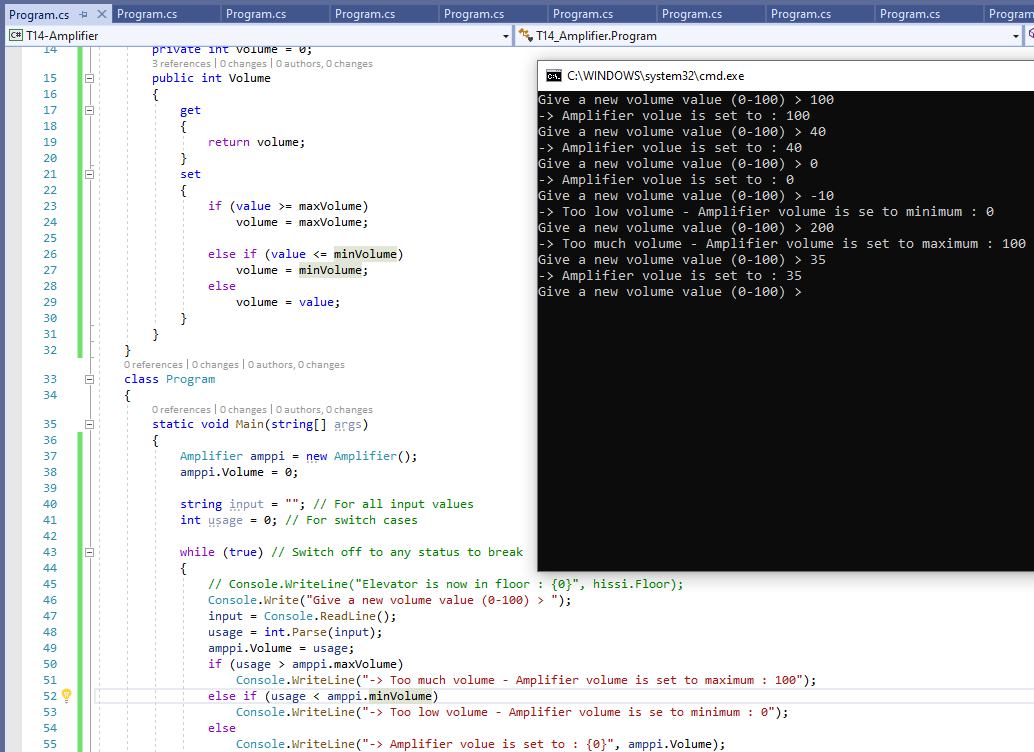 Program.cs Program.cs Program.cs Program.cs Program.cs Program.cs Program.cs Program.cs Program.cs Program
C# T14-Amplifier T14_Amplifier.Program
14 private int volume = 0;
3 references | 0 changes | 0 authors, 0 changes
15 public int Volume
16 {
17 get
18 {
19 return volume;
20 }
21 set
22 {
23 if (value >= maxVolume)
24 volume = maxVolume;
25
26 else if (value <= minVolume)
27 volume = minVolume;
28 else
29 volume = value;
30 }
31 }
32 }
0 references | 0 changes | 0 authors, 0 changes
33 class Program
34 {
0 references | 0 changes | 0 authors, 0 changes
35 static void Main(string[] args)
36 {
37 Amplifier amppi = new Amplifier();
38 amppi.Volume = 0;
39
40 string input = ""; // For all input values
41 int usage = 0; // For switch cases
42
43 while (true) // Switch off to any status to break
44 {
45 // Console.WriteLine("Elevator is now in floor : {0}", hissi.Floor);
46 Console.Write("Give a new volume value (0-100) > ");
47 input = Console.ReadLine();
48 usage = int.Parse(input);
49 amppi.Volume = usage;
50 if (usage > amppi.maxVolume)
51 Console.WriteLine("-> Too much volume - Amplifier volume is set to maximum : 100");
52 else if (usage < amppi.minVolume)
53 Console.WriteLine("-> Too low volume - Amplifier volume is se to minimum : 0");
54 else
55 Console.WriteLine("-> Amplifier volue is set to : {0}", amppi.Volume);
C:\WINDOWS\system32\cmd.exe
Give a new volume value (0-100) > 100
-> Amplifier volue is set to : 100
Give a new volume value (0-100) > 40
-> Amplifier volue is set to : 40
Give a new volume value (0-100) > 0
-> Amplifier volue is set to : 0
Give a new volume value (0-100) > -10
-> Too low volume - Amplifier volume is se to minimum : 0
Give a new volume value (0-100) > 200
-> Too much volume - Amplifier volume is set to maximum : 100
Give a new volume value (0-100) > 35
-> Amplifier volue is set to : 35
Give a new volume value (0-100) >